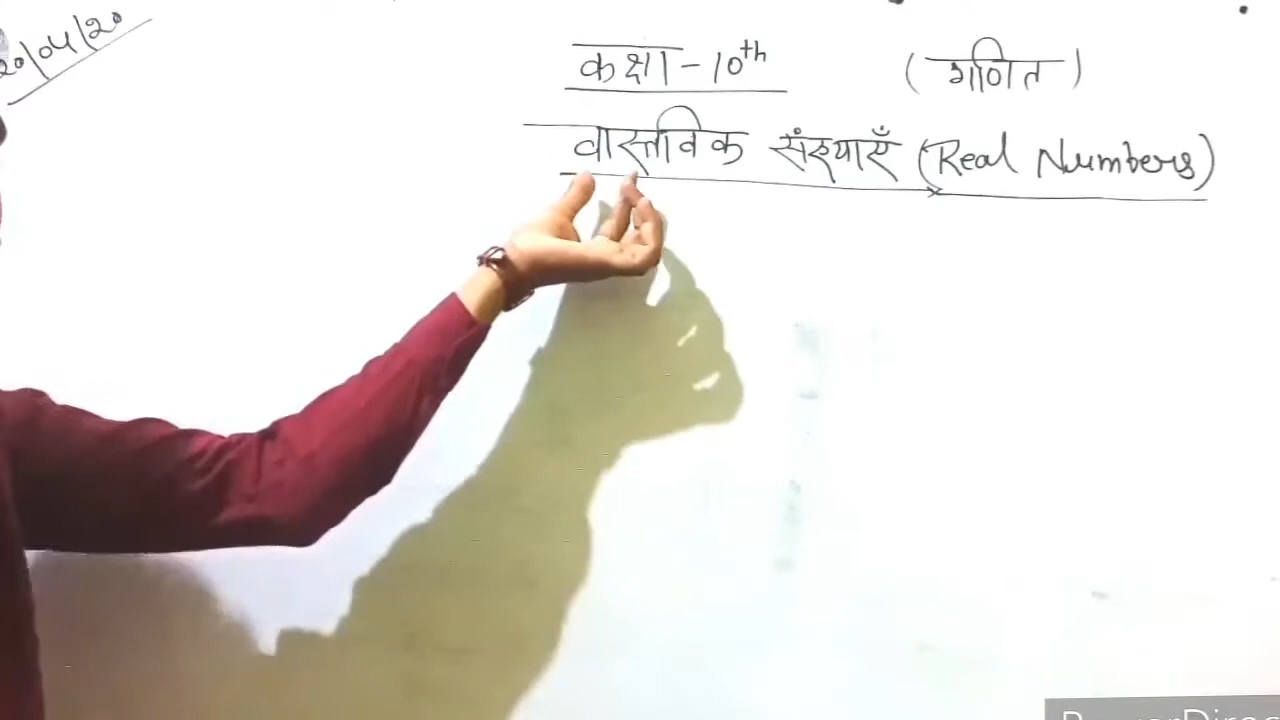 20/04/20
कक्षा - 10th (गणित)
वास्तविक संख्याएँ (Real Numbers)